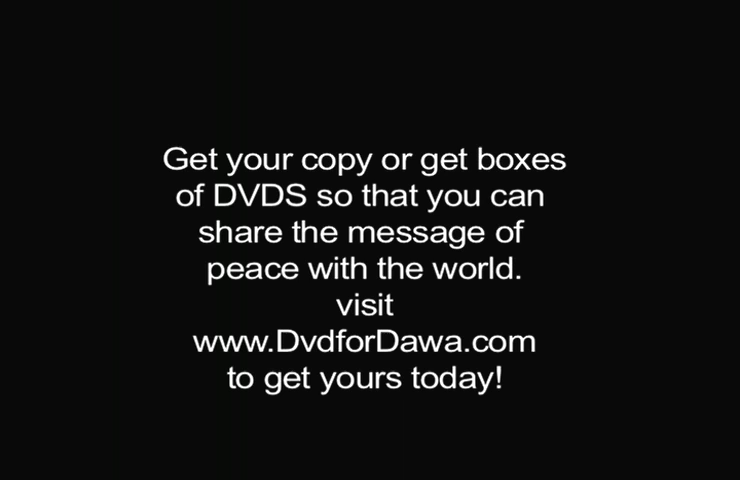 Get your copy or get boxes
of DVDS so that you can
share the message of
peace with the world.
visit
www.DvdforDawa.com
to get yours today!